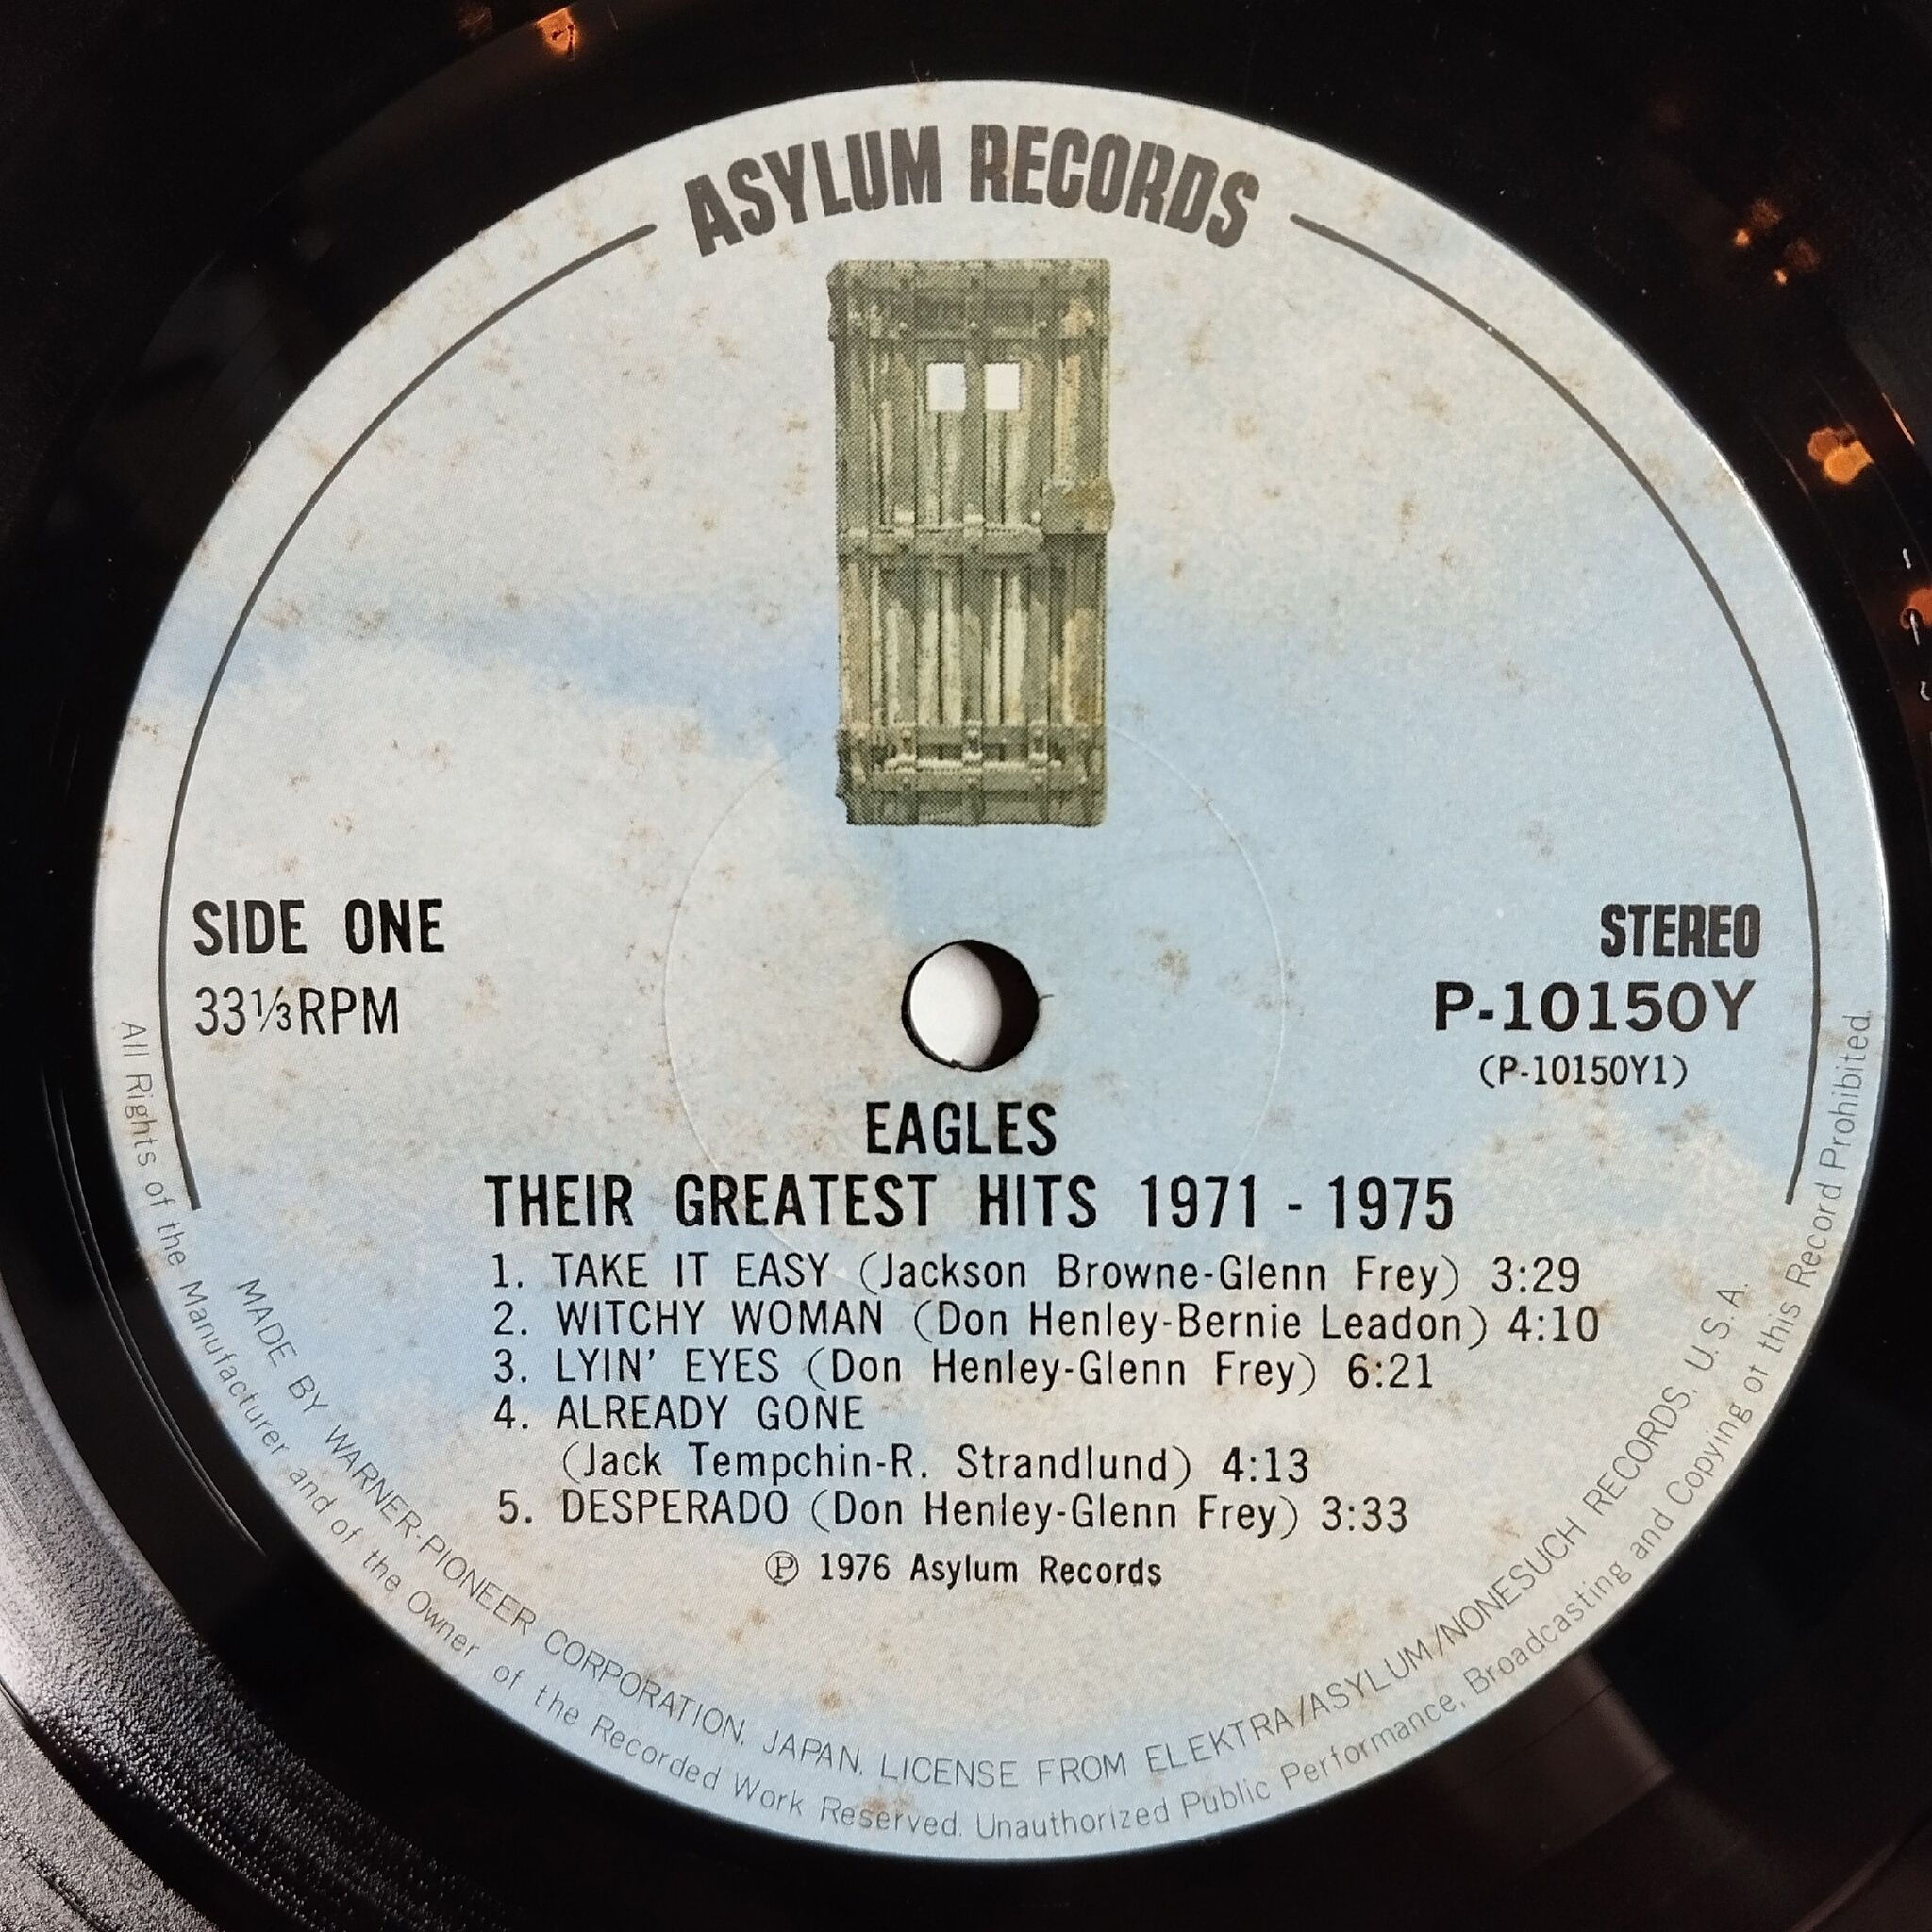 ASYLUM RECORDS
SIDE ONE
33⅓RPM
STEREO
P-10150Y
(P-10150Y1)
EAGLES
THEIR GREATEST HITS 1971 - 1975
1. TAKE IT EASY (Jackson Browne-Glenn Frey) 3:29
2. WITCHY WOMAN (Don Henley-Bernie Leadon) 4:10
3. LYIN' EYES (Don Henley-Glenn Frey) 6:21
4. ALREADY GONE
(Jack Tempchin-R. Strandlund) 4:13
5. DESPERADO (Don Henley-Glenn Frey) 3:33
Ⓟ 1976 Asylum Records
MADE BY WARNER-PIONEER CORPORATION, JAPAN, LICENSE FROM ELEKTRA/ASYLUM/NONESUCH RECORDS, U.S.A.
All Rights of the Manufacturer and of the Owner of the Recorded Work Reserved. Unauthorized Public Performance, Broadcasting and Copying of this Record Prohibited.